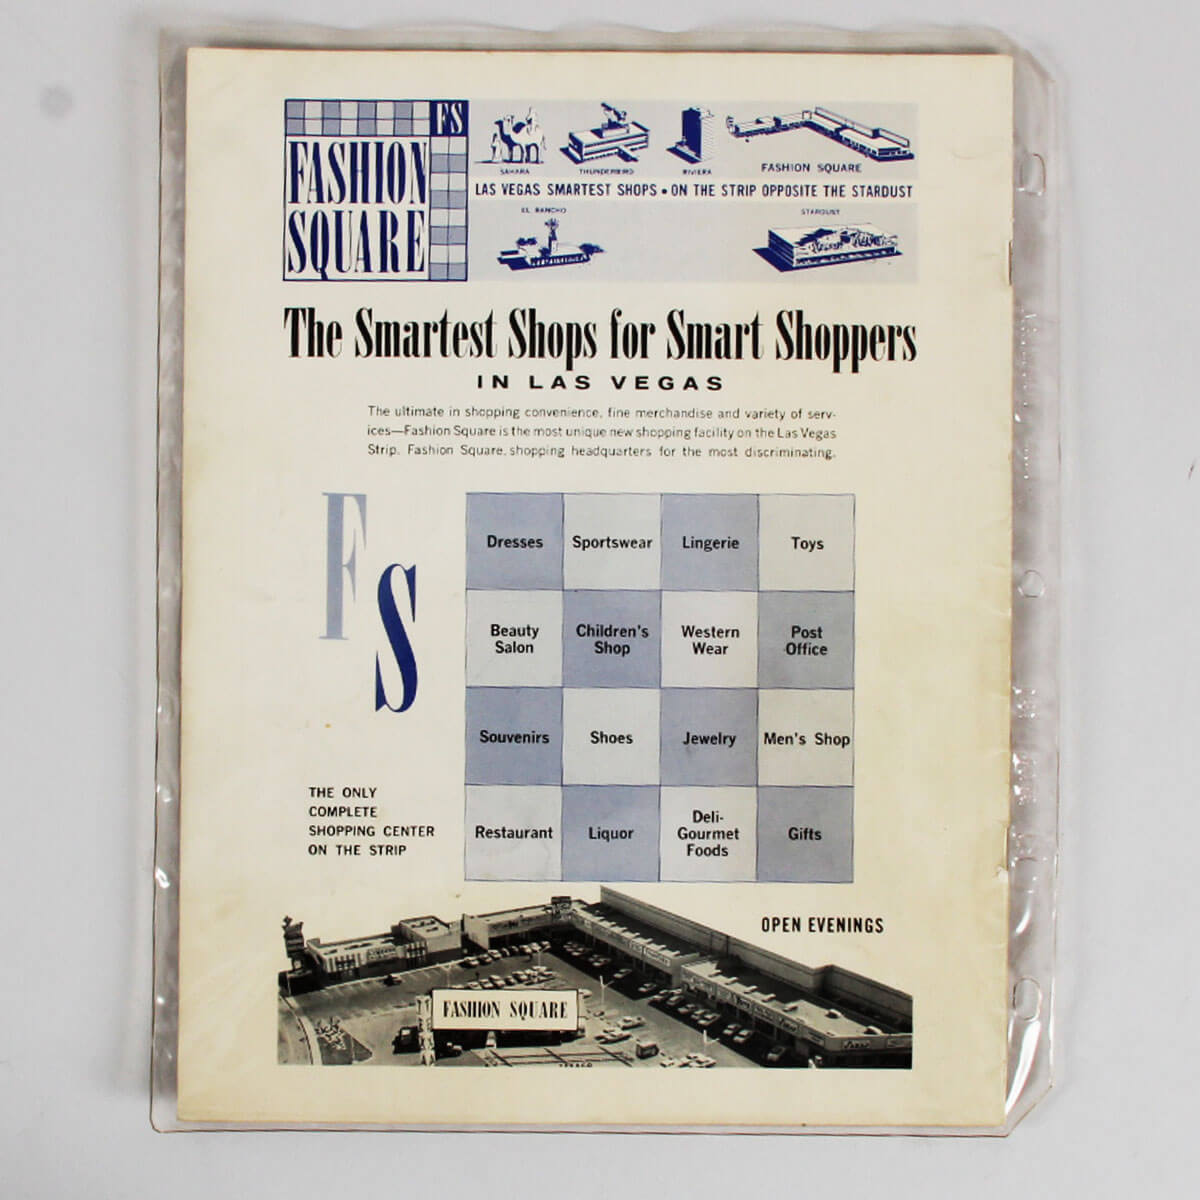 FS
FASHION
SQUARE
SAHARA
THUNDERBIRD
RIVIERA
FASHION SQUARE
LAS VEGAS SMARTEST SHOPS • ON THE STRIP OPPOSITE THE STARDUST
EL RANCHO
STARDUST
The Smartest Shops for Smart Shoppers
IN LAS VEGAS
The ultimate in shopping convenience, fine merchandise and variety of serv-
ices—Fashion Square is the most unique new shopping facility on the Las Vegas
Strip. Fashion Square, shopping headquarters for the most discriminating.
FS
Dresses
Sportswear
Lingerie
Toys
Beauty
Salon
Children's
Shop
Western
Wear
Post
Office
Souvenirs
Shoes
Jewelry
Men's Shop
Restaurant
Liquor
Deli-
Gourmet
Foods
Gifts
THE ONLY
COMPLETE
SHOPPING CENTER
ON THE STRIP
OPEN EVENINGS
FASHION SQUARE